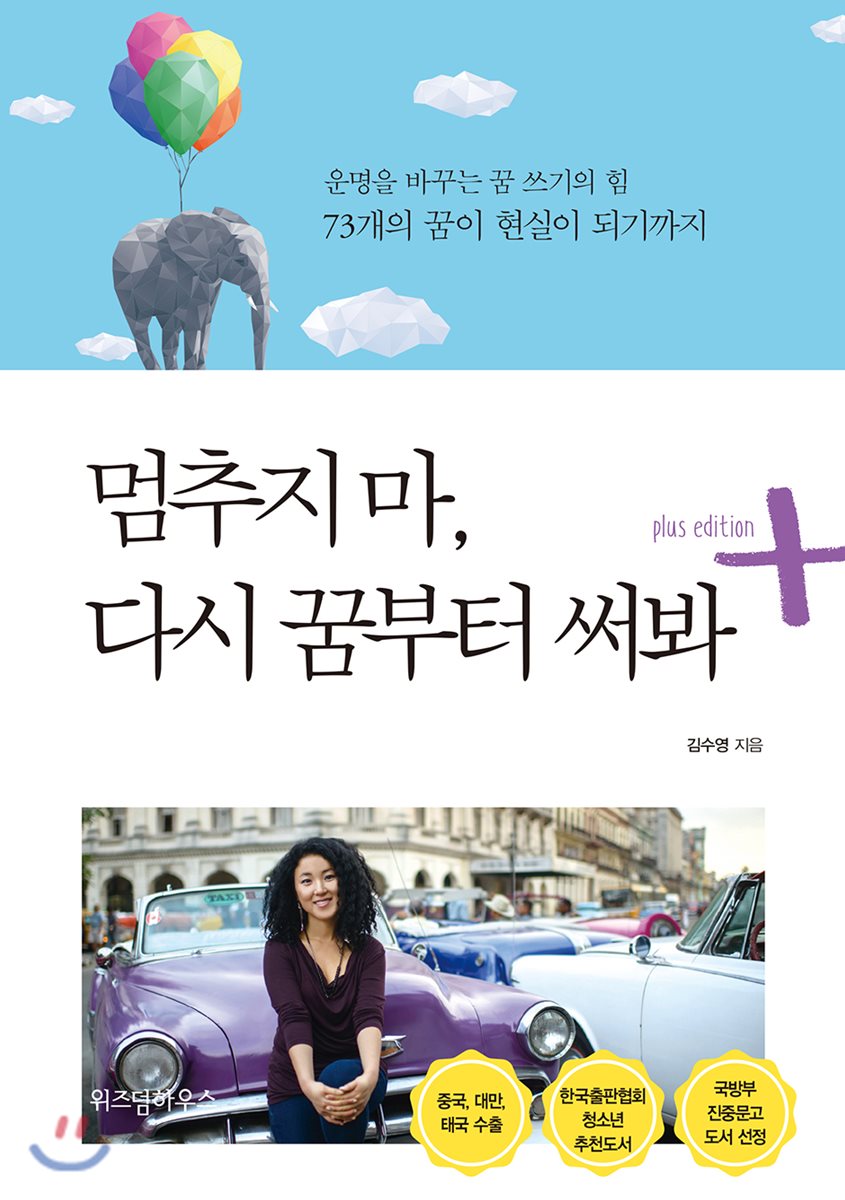 운명을 바꾸는 꿈 쓰기의 힘
73개의 꿈이 현실이 되기까지
멈추지 마,
plus edition
다시 꿈부터 써봐
김수영 지음
TAXI
위즈덤하우스
중국, 대만,
태국 수출
한국출판협회
청소년
추천도서
국방부
진중문고
도서 선정